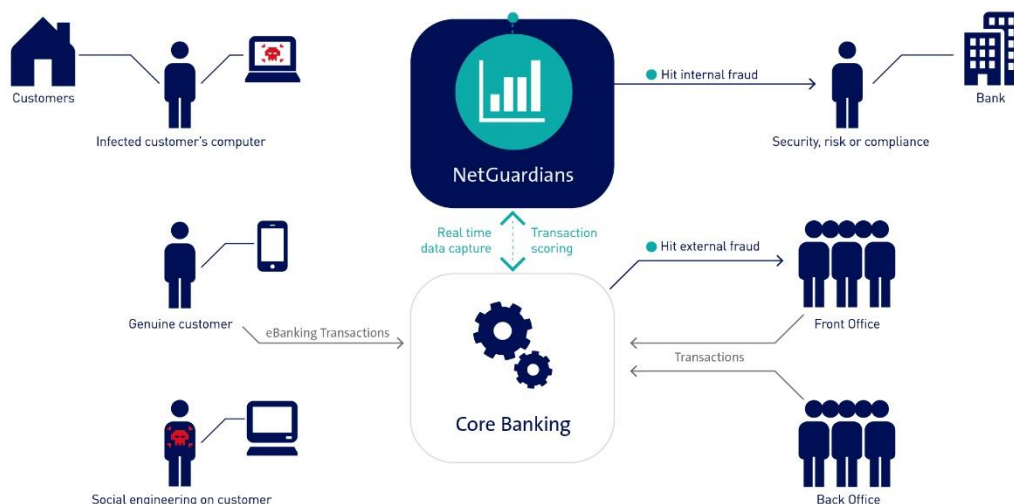 Customers
Infected customer's computer
NetGuardians
Hit internal fraud
Security, risk or compliance
Bank
Real time
data capture
Transaction
scoring
Hit external fraud
Genuine customer
eBanking Transactions
Front Office
Transactions
Core Banking
Social engineering on customer
Back Office